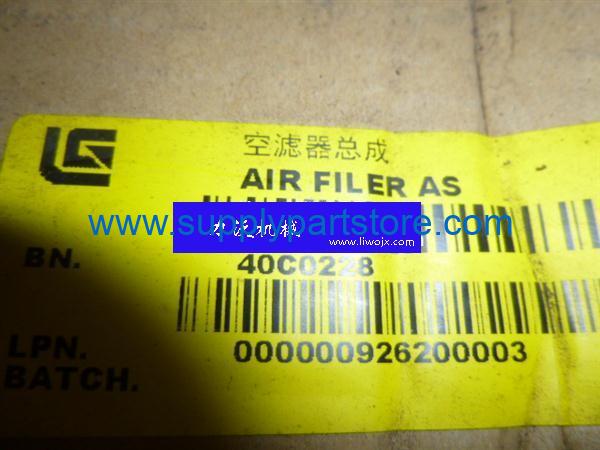 LG
空滤器总成
AIR FILER AS
www.supplypartstore.com
力沃机械
www.liwojx.com
BN. 40C0228
LPN. 000000926200003
BATCH.